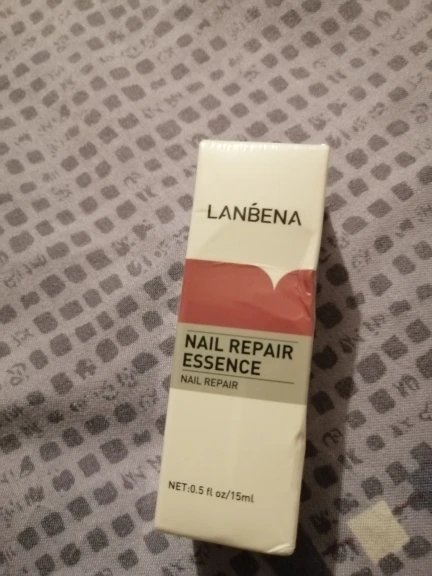 LANBENA
NAIL REPAIR
ESSENCE
NAIL REPAIR
NET:0.5 fl oz/15ml